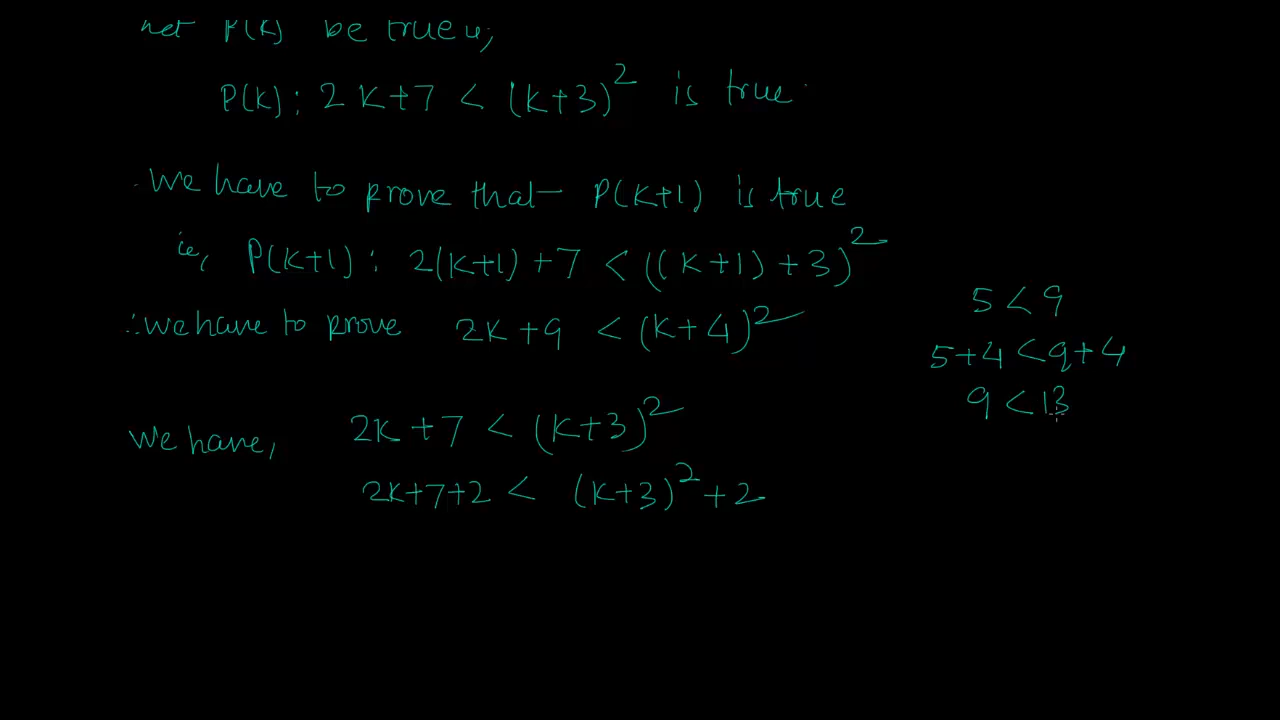 Let P(K) be true i.e,
P(K) : 2K+7 < (K+3)²is true.
We have to prove that P(K+1) is true
ie, P(K+1) : 2(K+1) + 7 < ((K+1) + 3)²
∴ we have to prove 2K + 9 < (K+4)²
5 < 9
5+4 < 9+4
9 < 13
We have, 2K + 7 < (K+3)²
2K+7+2 < (K+3)² + 2